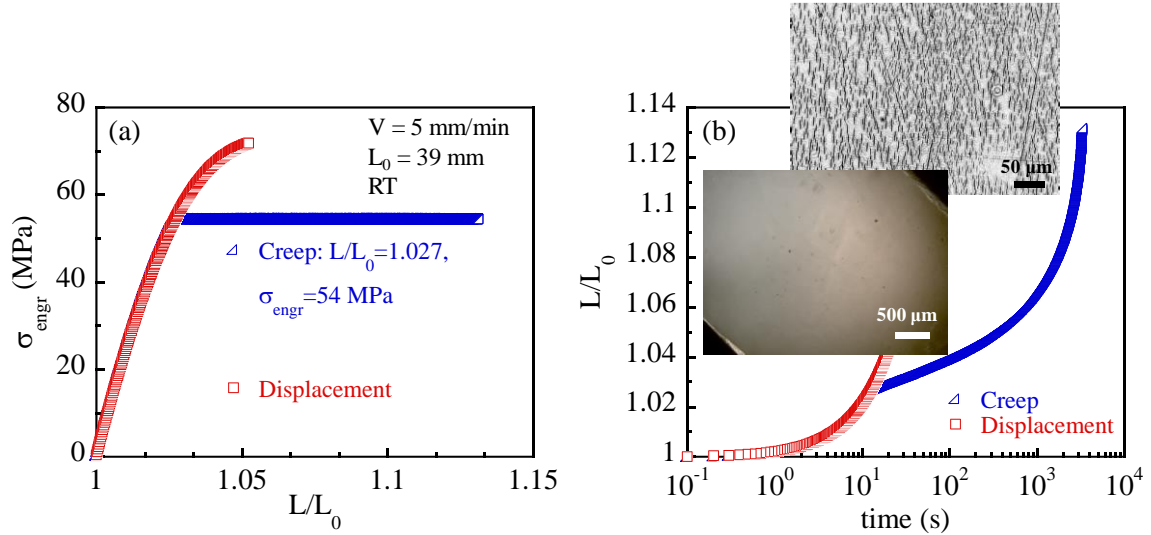 (a)
80
60
40
20
0
σengr (MPa)
V = 5 mm/min
L0 = 39 mm
RT
Creep: L/L0=1.027,
σengr=54 MPa
Displacement
1
1.05
1.1
1.15
L/L0
(b)
1.14
1.12
1.10
1.08
1.06
1.04
1.02
1
L/L0
50 μm
500 μm
Creep
Displacement
10-1
100
101
102
103
104
time (s)